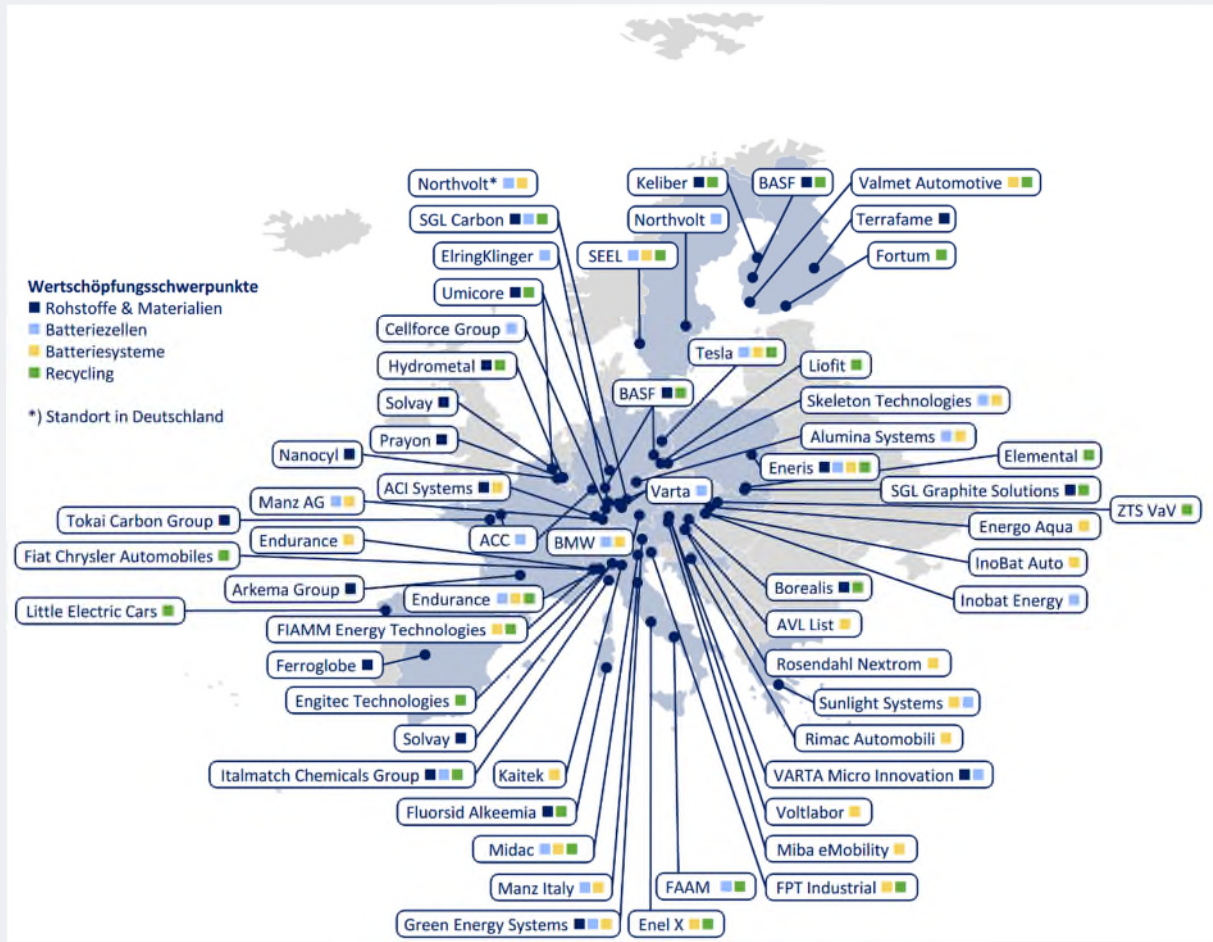 Northvolt*
Keliber
BASF
Valmet Automotive
SGL Carbon
Northvolt
Terrafame
ElringKlinger
SEEL
Fortum
Wertschöpfungsschwerpunkte
Rohstoffe & Materialien
Batteriezellen
Batteriesysteme
Recycling
*) Standort in Deutschland
Umicore
Cellforce Group
Tesla
Liofit
Hydrometal
BASF
Skeleton Technologies
Solvay
Prayon
Alumina Systems
Nanocyl
Eneris
Elemental
ACI Systems
Varta
SGL Graphite Solutions
Manz AG
ZTS VaV
Tokai Carbon Group
Energo Aqua
Endurance
ACC
BMW
Fiat Chrysler Automobiles
InoBat Auto
Arkema Group
Borealis
Endurance
Inobat Energy
Little Electric Cars
AVL List
FIAMM Energy Technologies
Ferroglobe
Rosendahl Nextrom
Engitec Technologies
Sunlight Systems
Solvay
Rimac Automobili
Italmatch Chemicals Group
Kaitek
VARTA Micro Innovation
Fluorsid Alkeemia
Voltlabor
Midac
Miba eMobility
Manz Italy
FAAM
FPT Industrial
Green Energy Systems
Enel X